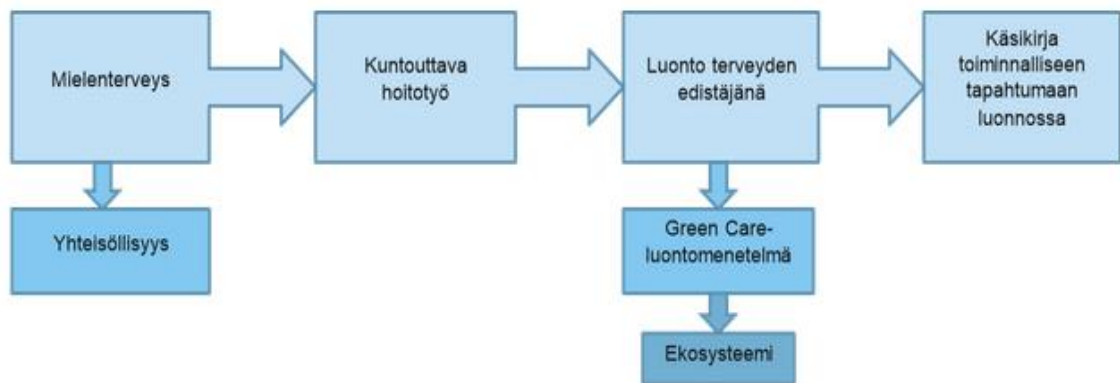 Mielenterveys
Kuntouttava
hoitotyö
Luonto terveyden
edistäjänä
Käsikirja
toiminnalliseen
tapahtumaan
luonnossa
Yhteisöllisyys
Green Care-
luontomenetelmä
Ekosysteemi